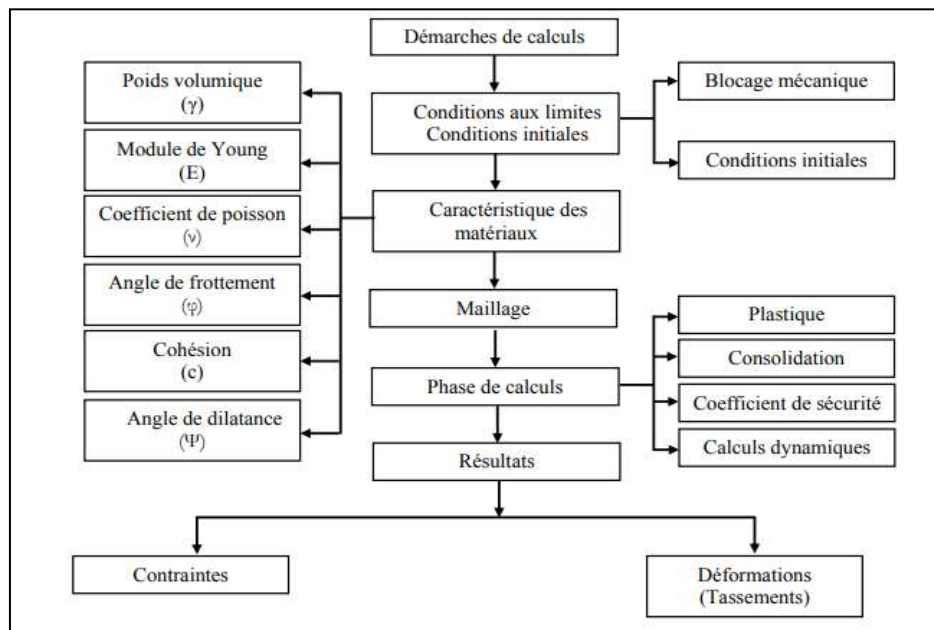 Démarches de calculs
Poids volumique
(γ)
Blocage mécanique
Conditions aux limites
Conditions initiales
Module de Young
(E)
Conditions initiales
Coefficient de poisson
(ν)
Caractéristique des
matériaux
Angle de frottement
(φ)
Maillage
Plastique
Cohésion
(c)
Consolidation
Phase de calculs
Coefficient de sécurité
Angle de dilatance
(Ψ)
Calculs dynamiques
Résultats
Contraintes
Déformations
(Tassements)